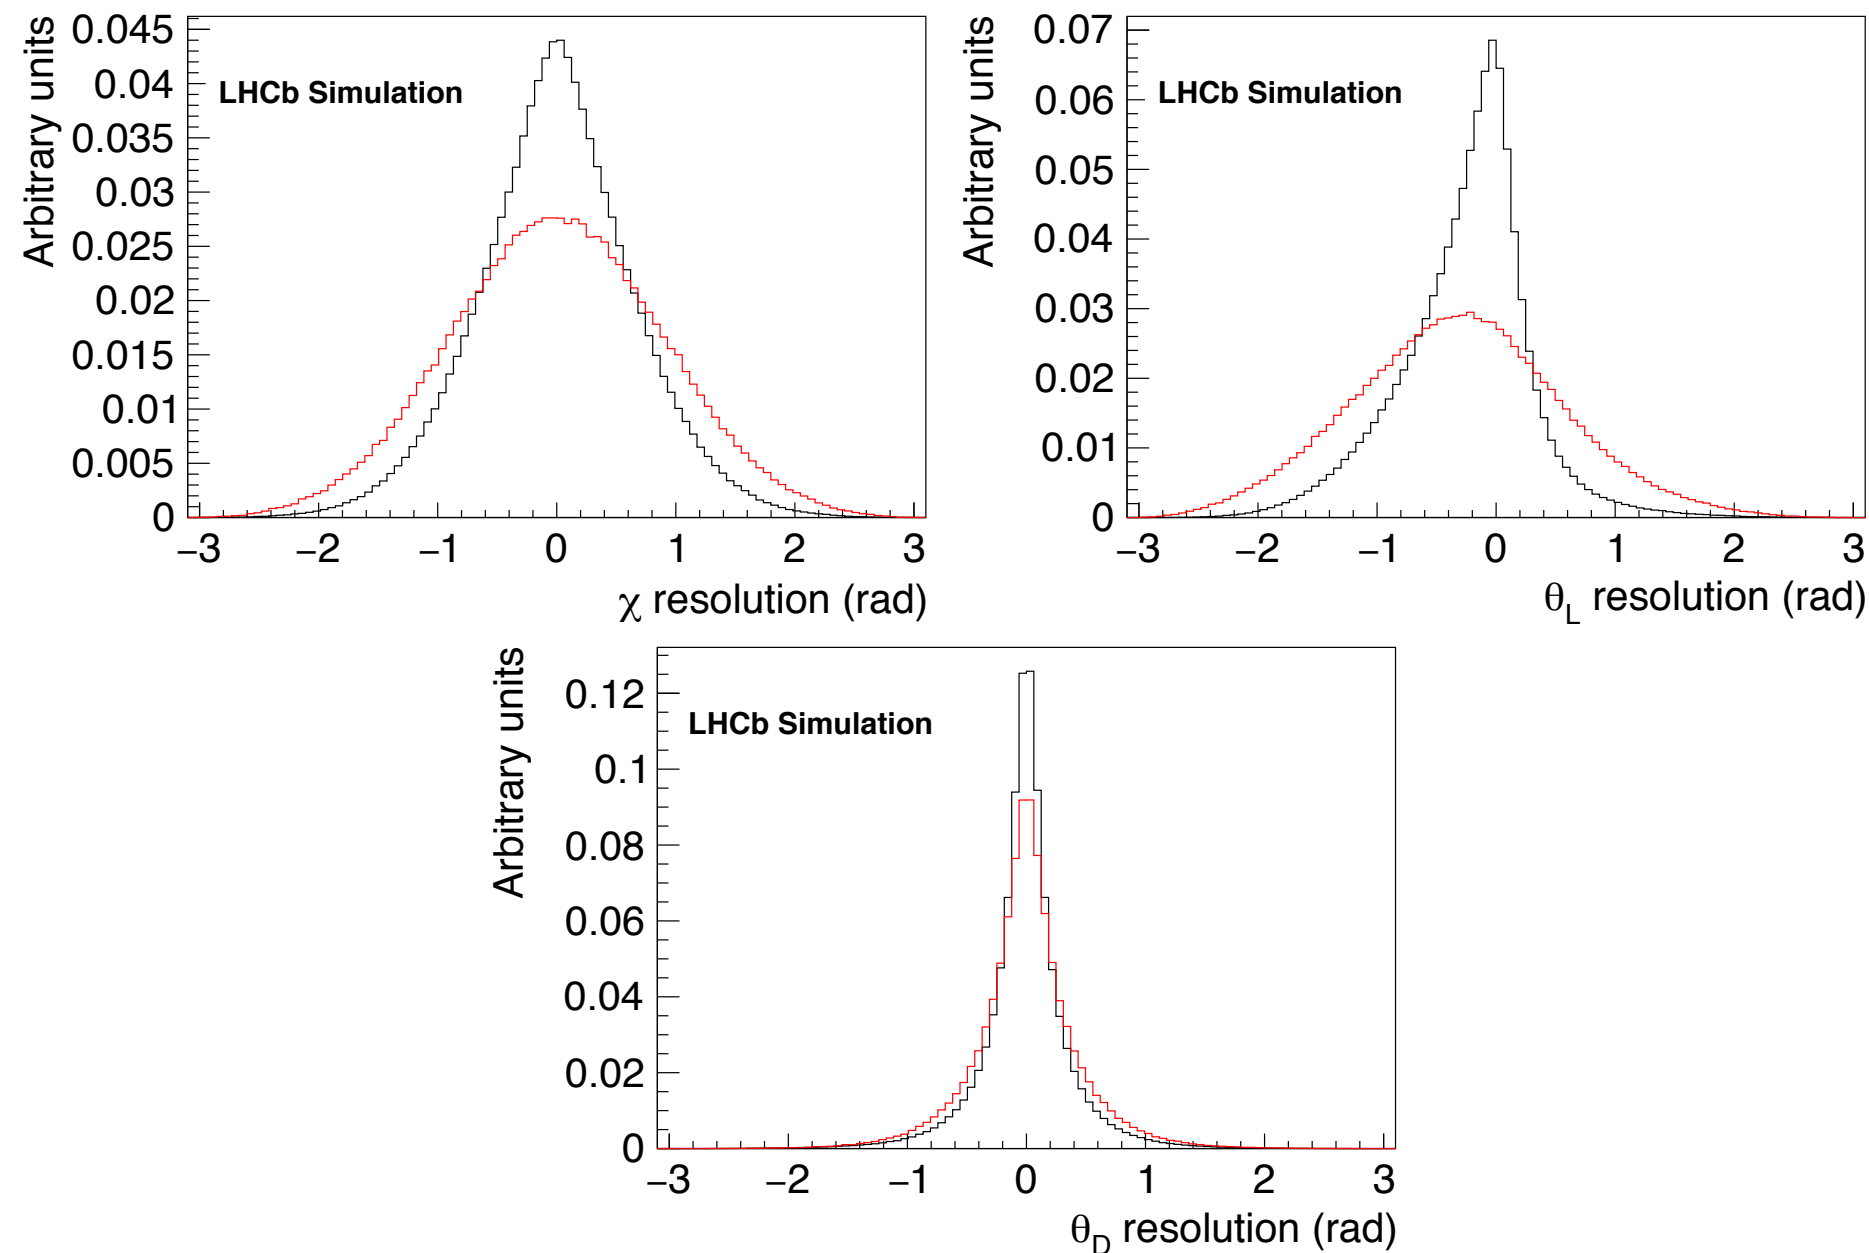 Arbitrary units
0.045
0.04
0.035
0.03
0.025
0.02
0.015
0.01
0.005
0
LHCb Simulation
−3 −2 −1 0 1 2 3
χ resolution (rad)
Arbitrary units
0.07
0.06
0.05
0.04
0.03
0.02
0.01
0
LHCb Simulation
−3 −2 −1 0 1 2 3
θL resolution (rad)
Arbitrary units
0.12
0.1
0.08
0.06
0.04
0.02
0
LHCb Simulation
−3 −2 −1 0 1 2 3
θD resolution (rad)